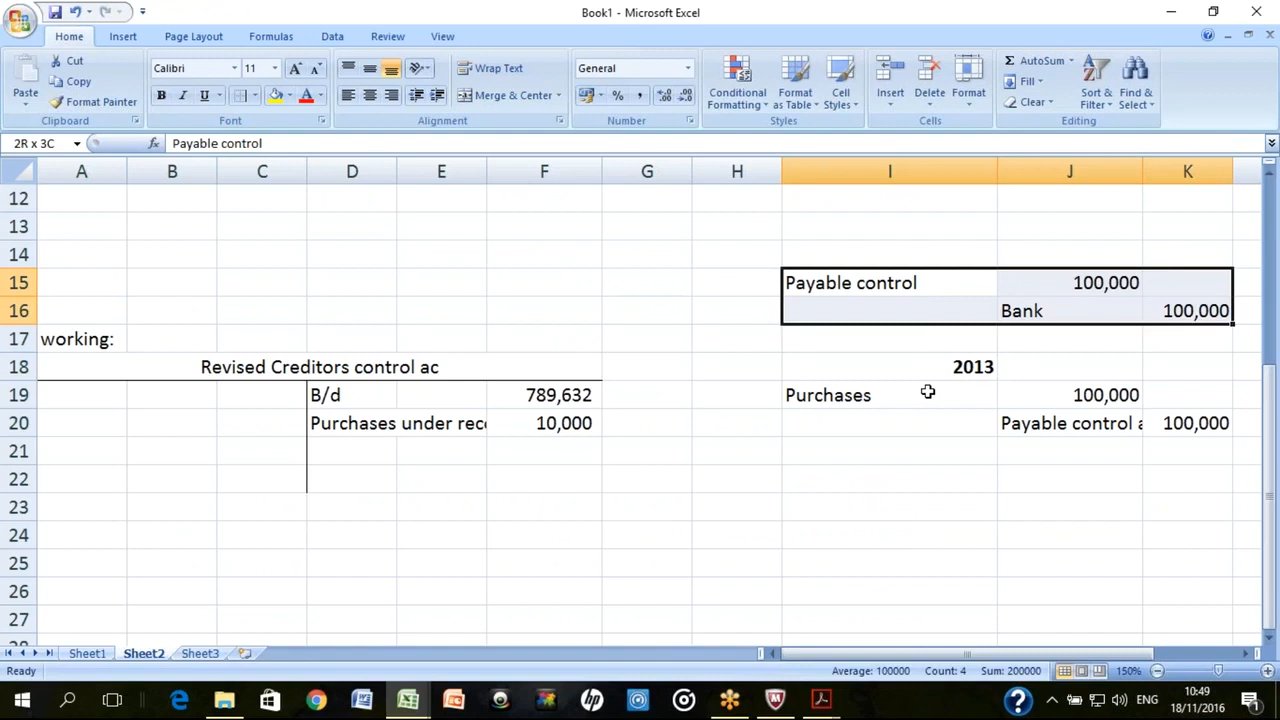 Book1 - Microsoft Excel
Home Insert Page Layout Formulas Data Review View
Paste Cut Copy Format Painter
Calibri 11 A A
B I U A
Wrap Text
Merge & Center
General
% ,
Conditional Formatting Format as Table Cell Styles
Insert Delete Format
Σ AutoSum Fill Clear
Sort & Filter Find & Select
Clipboard Font Alignment Number Styles Cells Editing
2R x 3C fx Payable control
A B C D E F G H I J K
12
13
14
15 Payable control 100,000
16 Bank 100,000
17 working:
18 Revised Creditors control ac 2013
19 B/d 789,632 Purchases 100,000
20 Purchases under rec 10,000 Payable control a 100,000
21
22
23
24
25
26
27
Sheet1 Sheet2 Sheet3
Ready Average: 100000 Count: 4 Sum: 200000 150%
ENG 10:49
18/11/2016